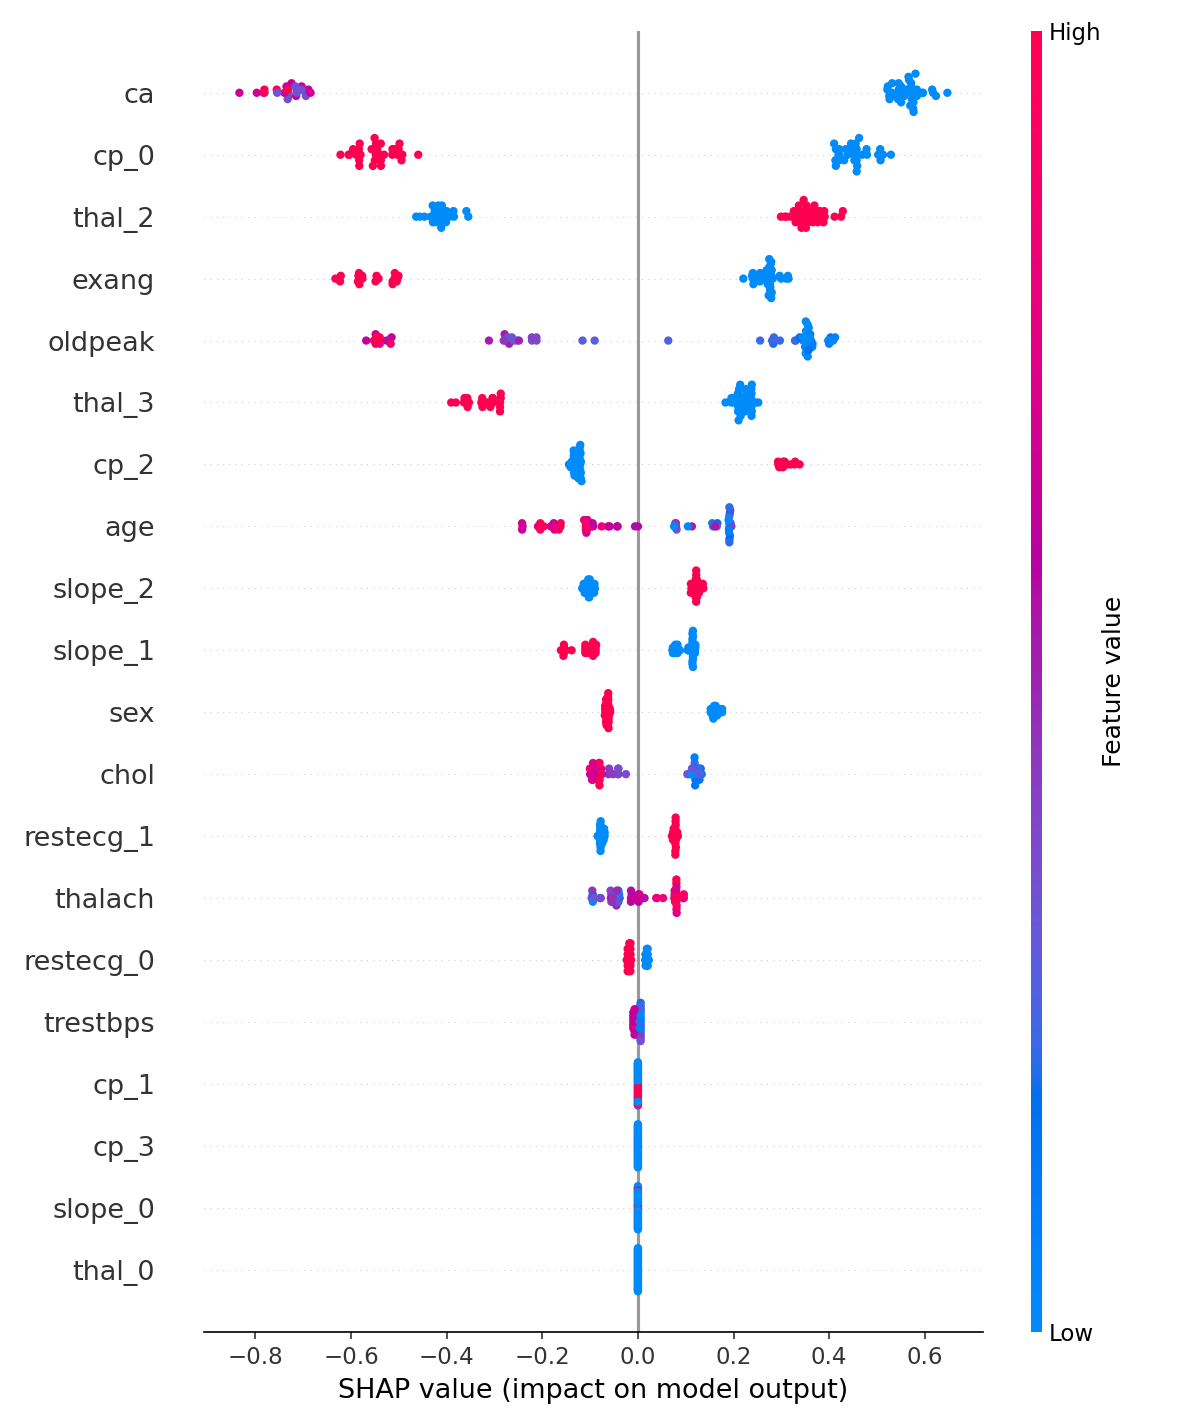 High
ca
cp_0
thal_2
exang
oldpeak
thal_3
cp_2
age
slope_2
slope_1
sex
chol
restecg_1
thalach
restecg_0
trestbps
cp_1
cp_3
slope_0
thal_0
Feature value
Low
−0.8 −0.6 −0.4 −0.2 0.0 0.2 0.4 0.6
SHAP value (impact on model output)